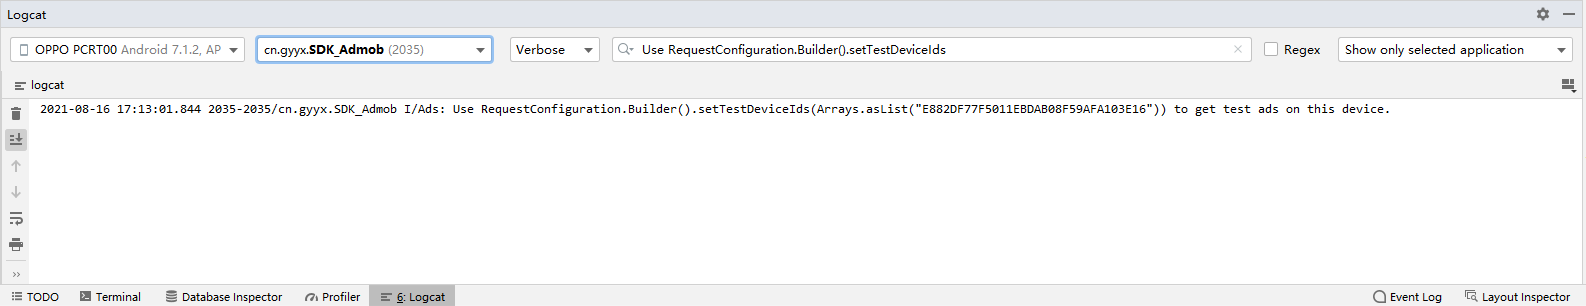 Logcat
OPPO PCRT00 Android 7.1.2, AP
cn.gyyx.SDK_Admob (2035)
Verbose
Use RequestConfiguration.Builder().setTestDeviceIds
Regex
Show only selected application
logcat
2021-08-16 17:13:01.844 2035-2035/cn.gyyx.SDK_Admob I/Ads: Use RequestConfiguration.Builder().setTestDeviceIds(Arrays.asList("E882DF77F5011EBDAB08F59AFA103E16")) to get test ads on this device.
TODO
Terminal
Database Inspector
Profiler
6: Logcat
Event Log
Layout Inspector